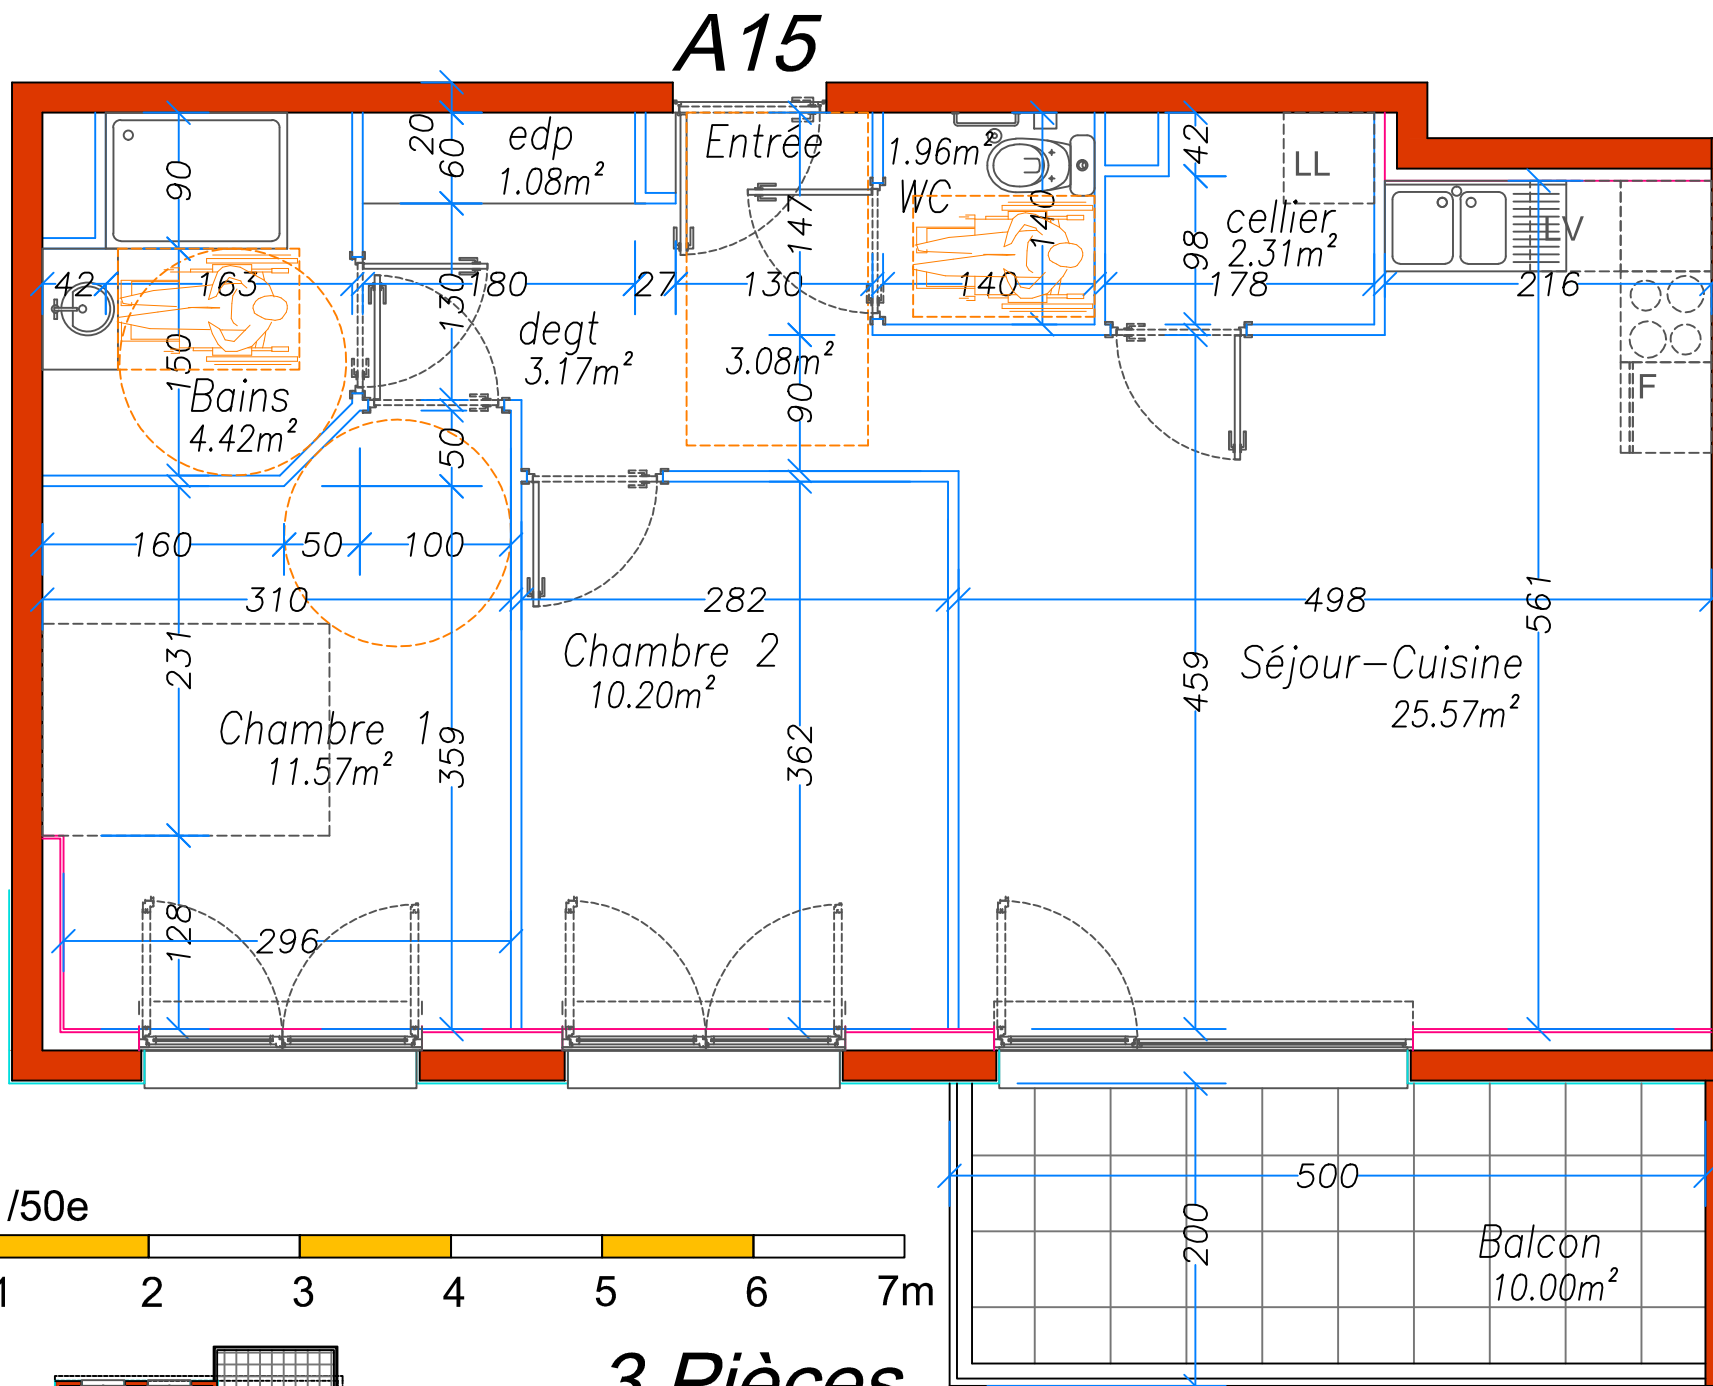 A15
20
60
edp
1.08m²
Entrée
1.96m²
WC
42
LL
90
147
140
cellier
2.31m²
98
LV
42
163
180
27
130
140
178
216
130
degt
3.17m²
3.08m²
150
Bains
4.42m²
90
F
50
160
50
100
310
282
498
561
231
Chambre 2
10.20m²
459
Séjour-Cuisine
25.57m²
Chambre 1
11.57m²
359
362
128
296
500
200
Balcon
10.00m²
/50e
1
2
3
4
5
6
7m
3 Pièces